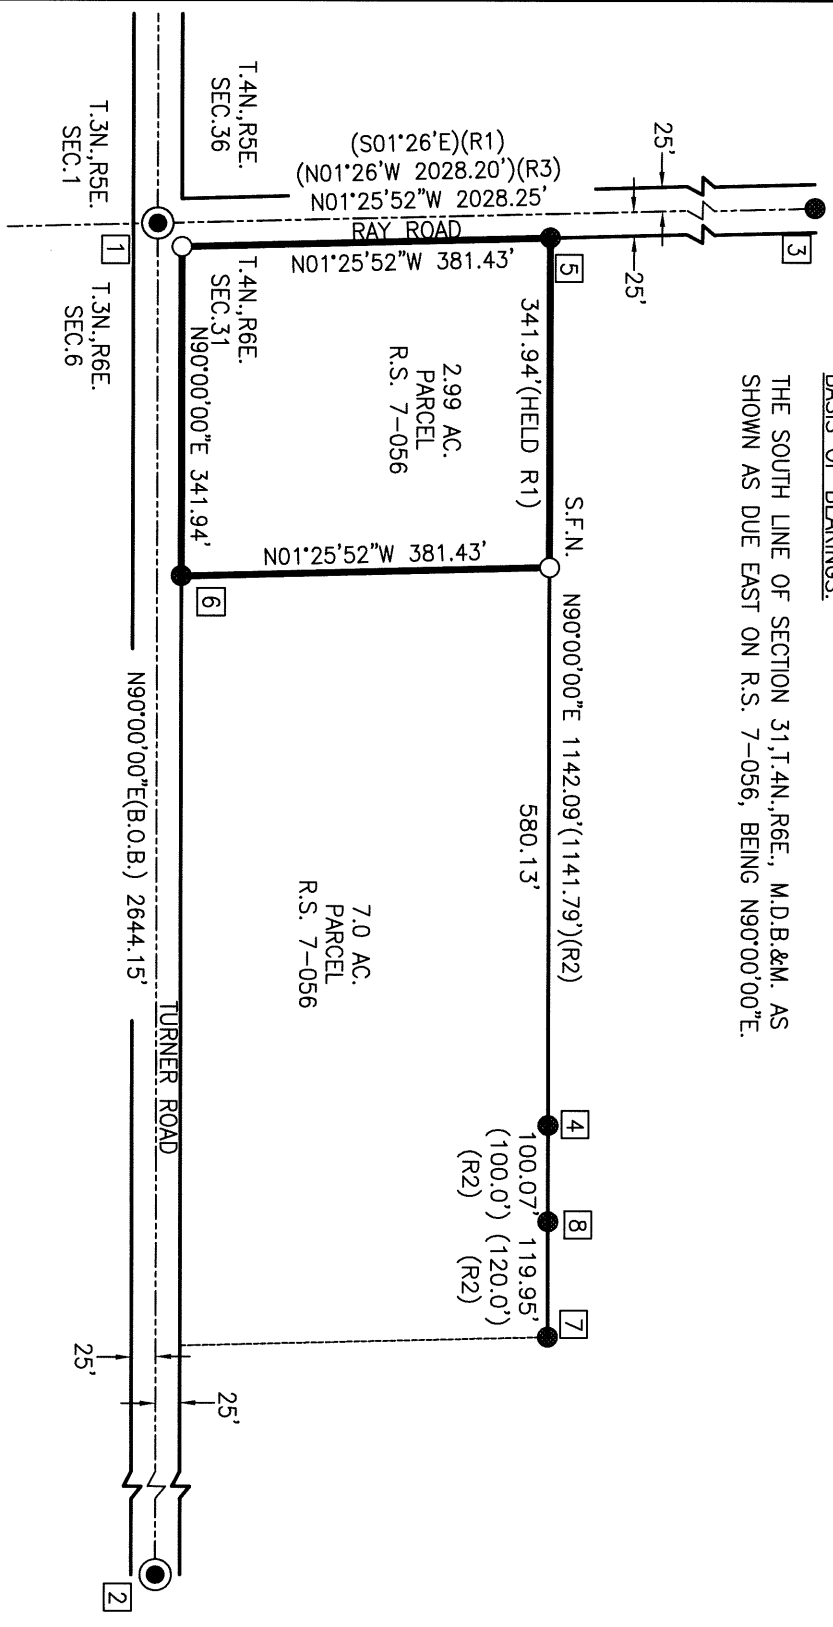 BASIS OF BEARINGS:
THE SOUTH LINE OF SECTION 31,T.4N.,R6E., M.D.B.&M. AS
SHOWN AS DUE EAST ON R.S. 7-056, BEING N90°00'00"E.
3
25'
25'
(S01°26'E)(R1)
(N01°26'W 2028.20')(R3)
N01°25'52"W 2028.25'
RAY ROAD
N01°25'52"W 381.43'
5
341.94'(HELD R1)
S.F.N.
N90°00'00"E 1142.09'(1141.79')(R2)
580.13'
4
100.07'
(100.0')
(R2)
8
119.95'
(120.0')
(R2)
7
2.99 AC.
PARCEL
R.S. 7-056
N01°25'52"W 381.43'
7.0 AC.
PARCEL
R.S. 7-056
T.4N.,R5E.
SEC.36
T.4N.,R6E.
SEC.31
N90°00'00"E 341.94'
6
T.3N.,R5E.
SEC.1
1
T.3N.,R6E.
SEC.6
N90°00'00"E(B.O.B.) 2644.15'
TURNER ROAD
25'
25'
2